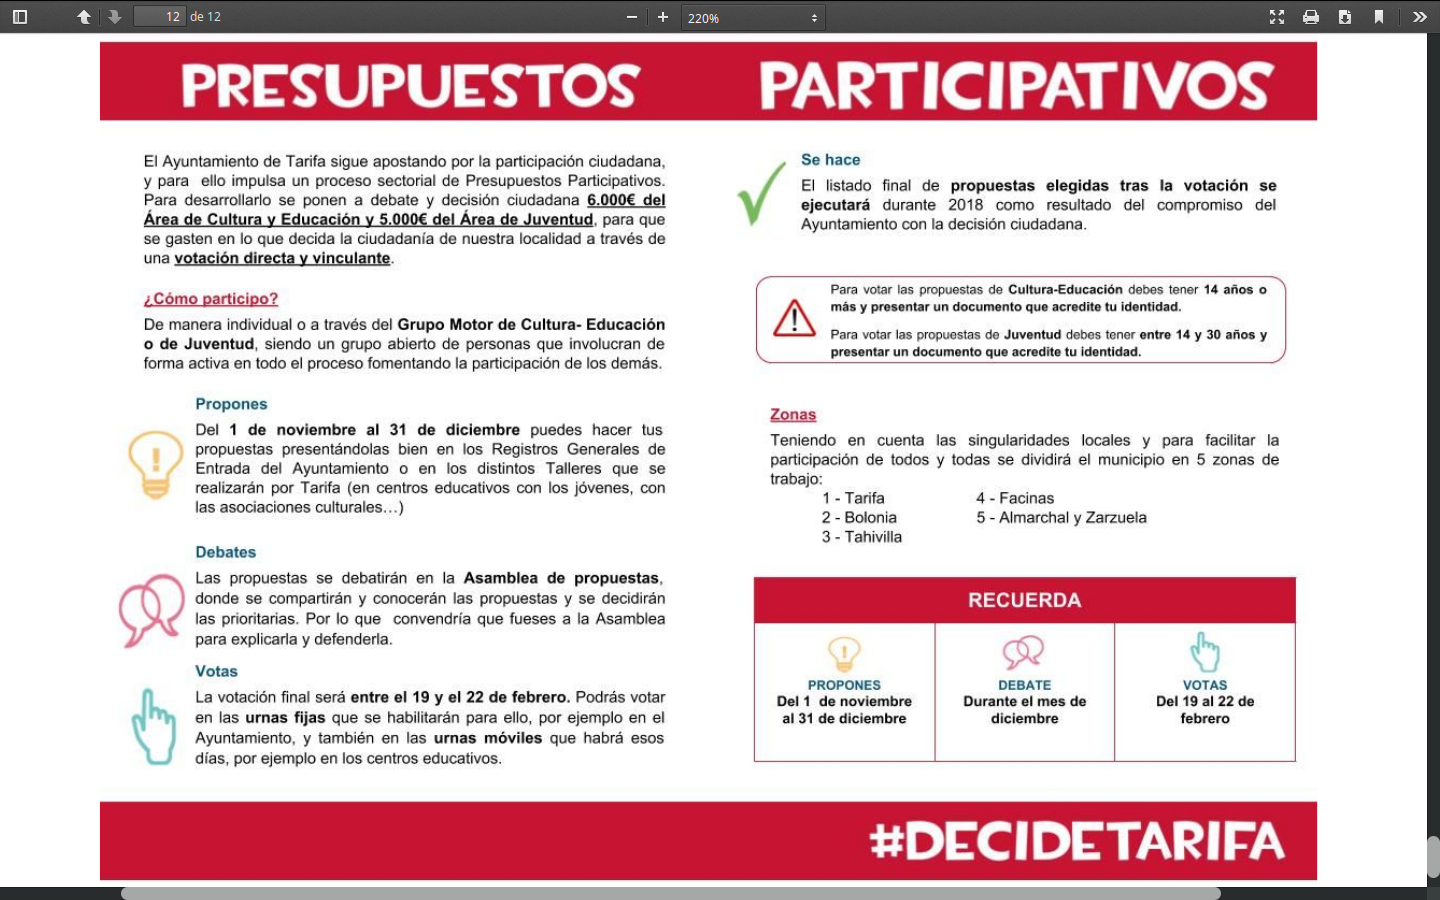 12 de 12
220%
PRESUPUESTOS PARTICIPATIVOS
El Ayuntamiento de Tarifa sigue apostando por la participación ciudadana,
y para ello impulsa un proceso sectorial de Presupuestos Participativos.
Para desarrollarlo se ponen a debate y decisión ciudadana 6.000€ del
Área de Cultura y Educación y 5.000€ del Área de Juventud, para que
se gasten en lo que decida la ciudadanía de nuestra localidad a través de
una votación directa y vinculante.
¿Cómo participo?
De manera individual o a través del Grupo Motor de Cultura- Educación
o de Juventud, siendo un grupo abierto de personas que involucran de
forma activa en todo el proceso fomentando la participación de los demás.
Propones
Del 1 de noviembre al 31 de diciembre puedes hacer tus
propuestas presentándolas bien en los Registros Generales de
Entrada del Ayuntamiento o en los distintos Talleres que se
realizarán por Tarifa (en centros educativos con los jóvenes, con
las asociaciones culturales...)
Debates
Las propuestas se debatirán en la Asamblea de propuestas,
donde se compartirán y conocerán las propuestas y se decidirán
las prioritarias. Por lo que convendría que fueses a la Asamblea
para explicarla y defenderla.
Votas
La votación final será entre el 19 y el 22 de febrero. Podrás votar
en las urnas fijas que se habilitarán para ello, por ejemplo en el
Ayuntamiento, y también en las urnas móviles que habrá esos
días, por ejemplo en los centros educativos.
Se hace
El listado final de propuestas elegidas tras la votación se
ejecutará durante 2018 como resultado del compromiso del
Ayuntamiento con la decisión ciudadana.
Para votar las propuestas de Cultura-Educación debes tener 14 años o
más y presentar un documento que acredite tu identidad.
Para votar las propuestas de Juventud debes tener entre 14 y 30 años y
presentar un documento que acredite tu identidad.
Zonas
Teniendo en cuenta las singularidades locales y para facilitar la
participación de todos y todas se dividirá el municipio en 5 zonas de
trabajo:
1 - Tarifa
2 - Bolonia
3 - Tahivilla
4 - Facinas
5 - Almarchal y Zarzuela
RECUERDA
PROPONES
Del 1 de noviembre
al 31 de diciembre
DEBATE
Durante el mes de
diciembre
VOTAS
Del 19 al 22 de
febrero
#DECIDETARIFA